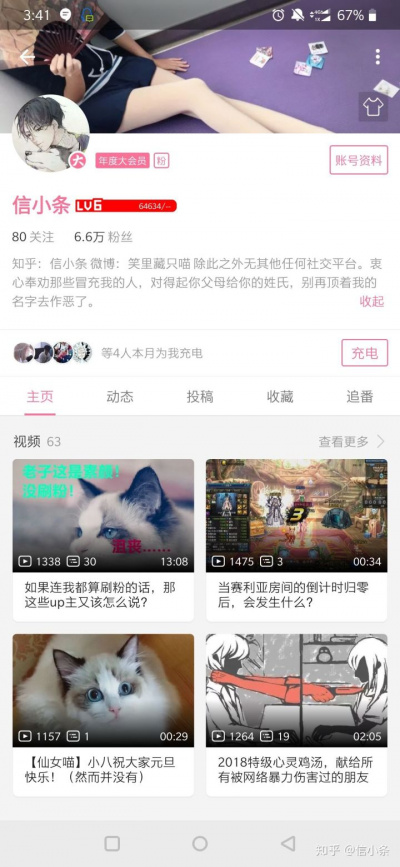 3:41
67%
大
年度大会员
粉
账号资料
信小条 LV6 64634/--
80 关注 6.6万 粉丝
知乎：信小条 微博：笑里藏只喵 除此之外无其他任何社交平台。衷
心奉劝那些冒充我的人，对得起你父母给你的姓氏，别再顶着我的
名字去作恶了。 收起
等4人本月为我充电 充电
主页 动态 投稿 收藏 追番
视频 63 查看更多
老子这是素颜！
没刷粉！
沮丧......
1338 30 13:08
3
1475 3 00:34
如果连我都算刷粉的话，那
这些up主又该怎么说？
当赛利亚房间的倒计时归零
后，会发生什么？
1157 1 00:29
1264 19 02:05
【仙女喵】小八祝大家元旦
快乐！（然而并没有）
2018特级心灵鸡汤，献给所
有被网络暴力伤害过的朋友
知乎 @信小条